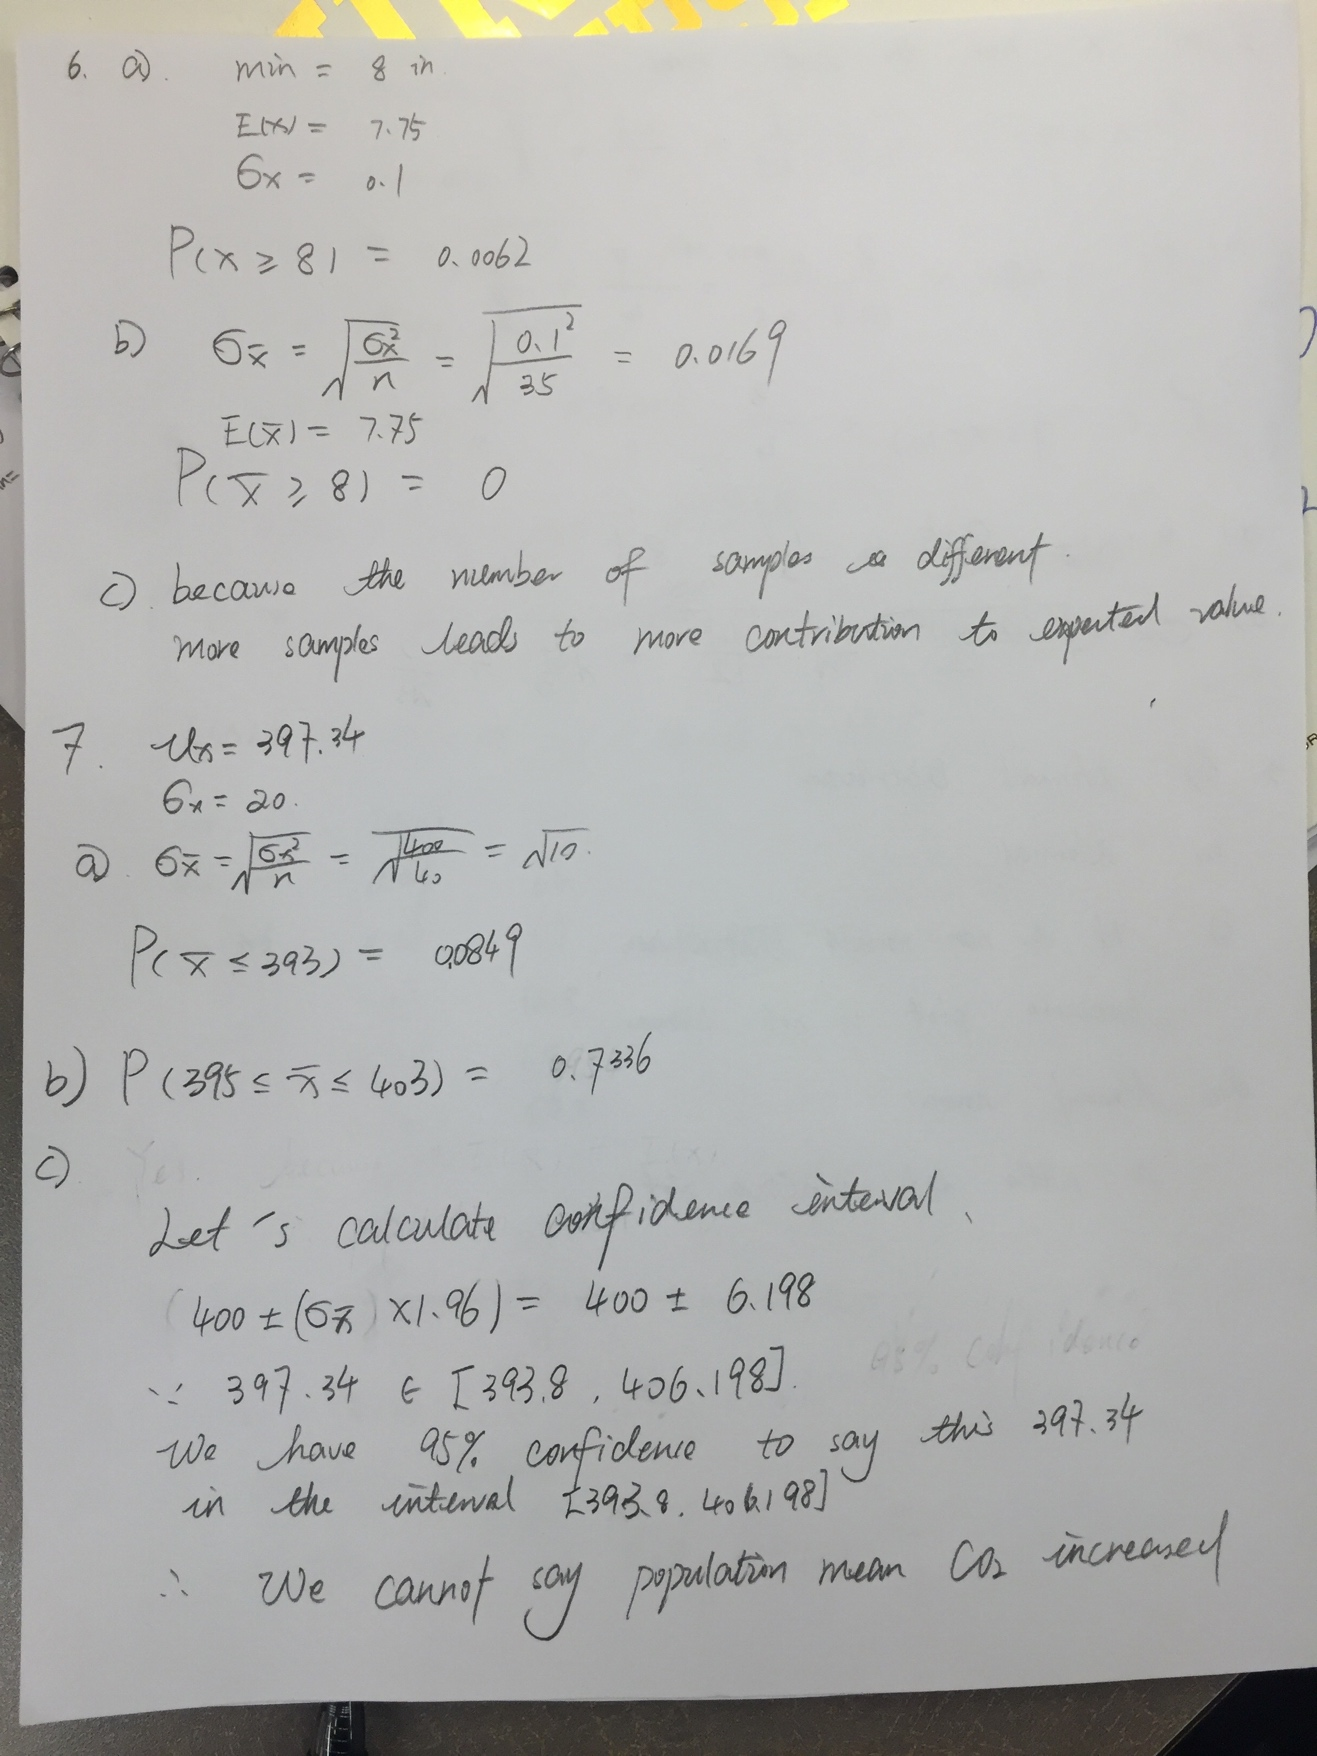 6. a). min = 8 in.
E(x) = 7.75
σx = 0.1
P(x ≥ 8) = 0.0062
b) σx̄ = √(σx²/n) = √(0.1²/35) = 0.0169
E(x̄) = 7.75
P(x̄ ≥ 8) = 0
c). because the number of samples is different.
more samples leads to more contribution to expected value.
7. ux = 397.34
σx = 20.
a). σx̄ = √(σx²/n) = √(400/40) = √10.
P(x̄ ≤ 393) = 0.0849
b) P(395 ≤ x̄ ≤ 403) = 0.7336
c)
Let's calculate confidence interval.
400 ± (σx̄ × 1.96) = 400 ± 6.198
∵ 397.34 ∈ [393.8, 406.198].
We have 95% confidence to say this 397.34
in the interval [393.8, 406.198]
∴ We cannot say population mean CO₂ increased